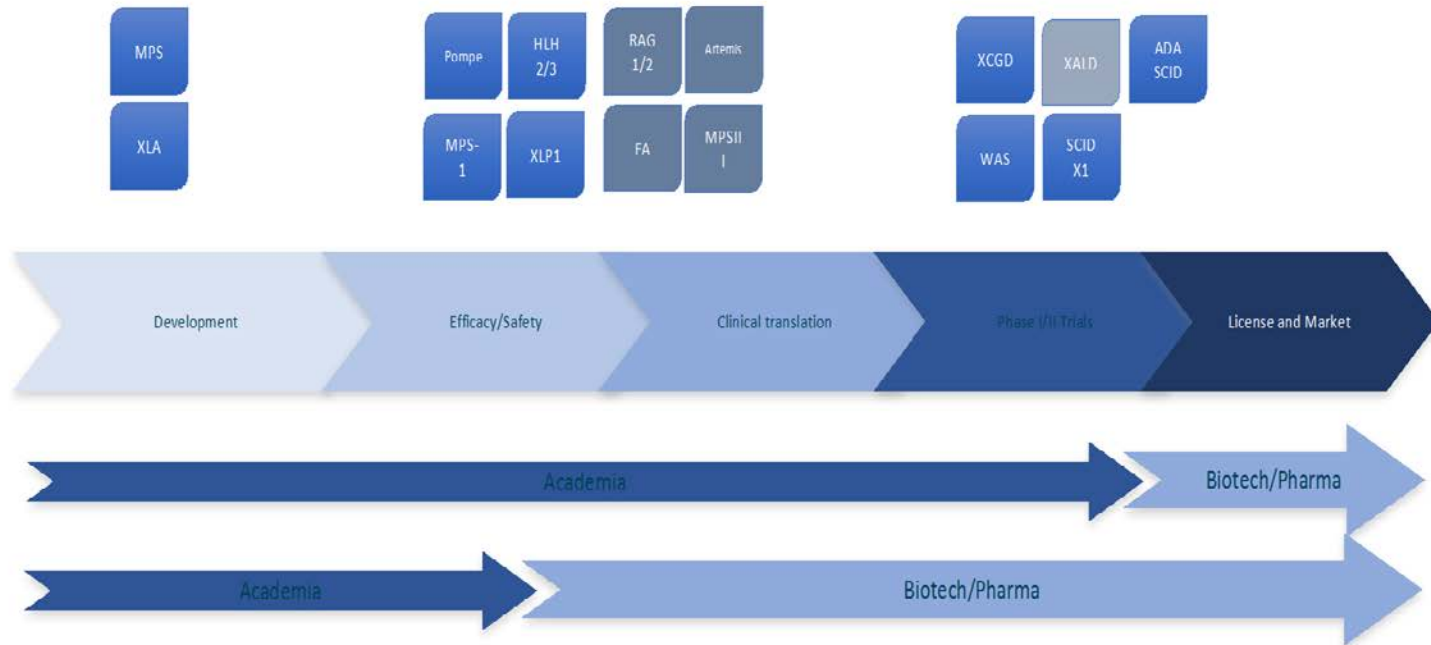 MPS
XLA
Pompe
HLH
2/3
RAG
1/2
Artemis
MPS-
1
XLP1
FA
MPSII
I
XCGD
XALD
ADA
SCID
WAS
SCID
X1
Development
Efficacy/Safety
Clinical translation
Phase I/II Trials
License and Market
Academia
Biotech/Pharma
Academia
Biotech/Pharma